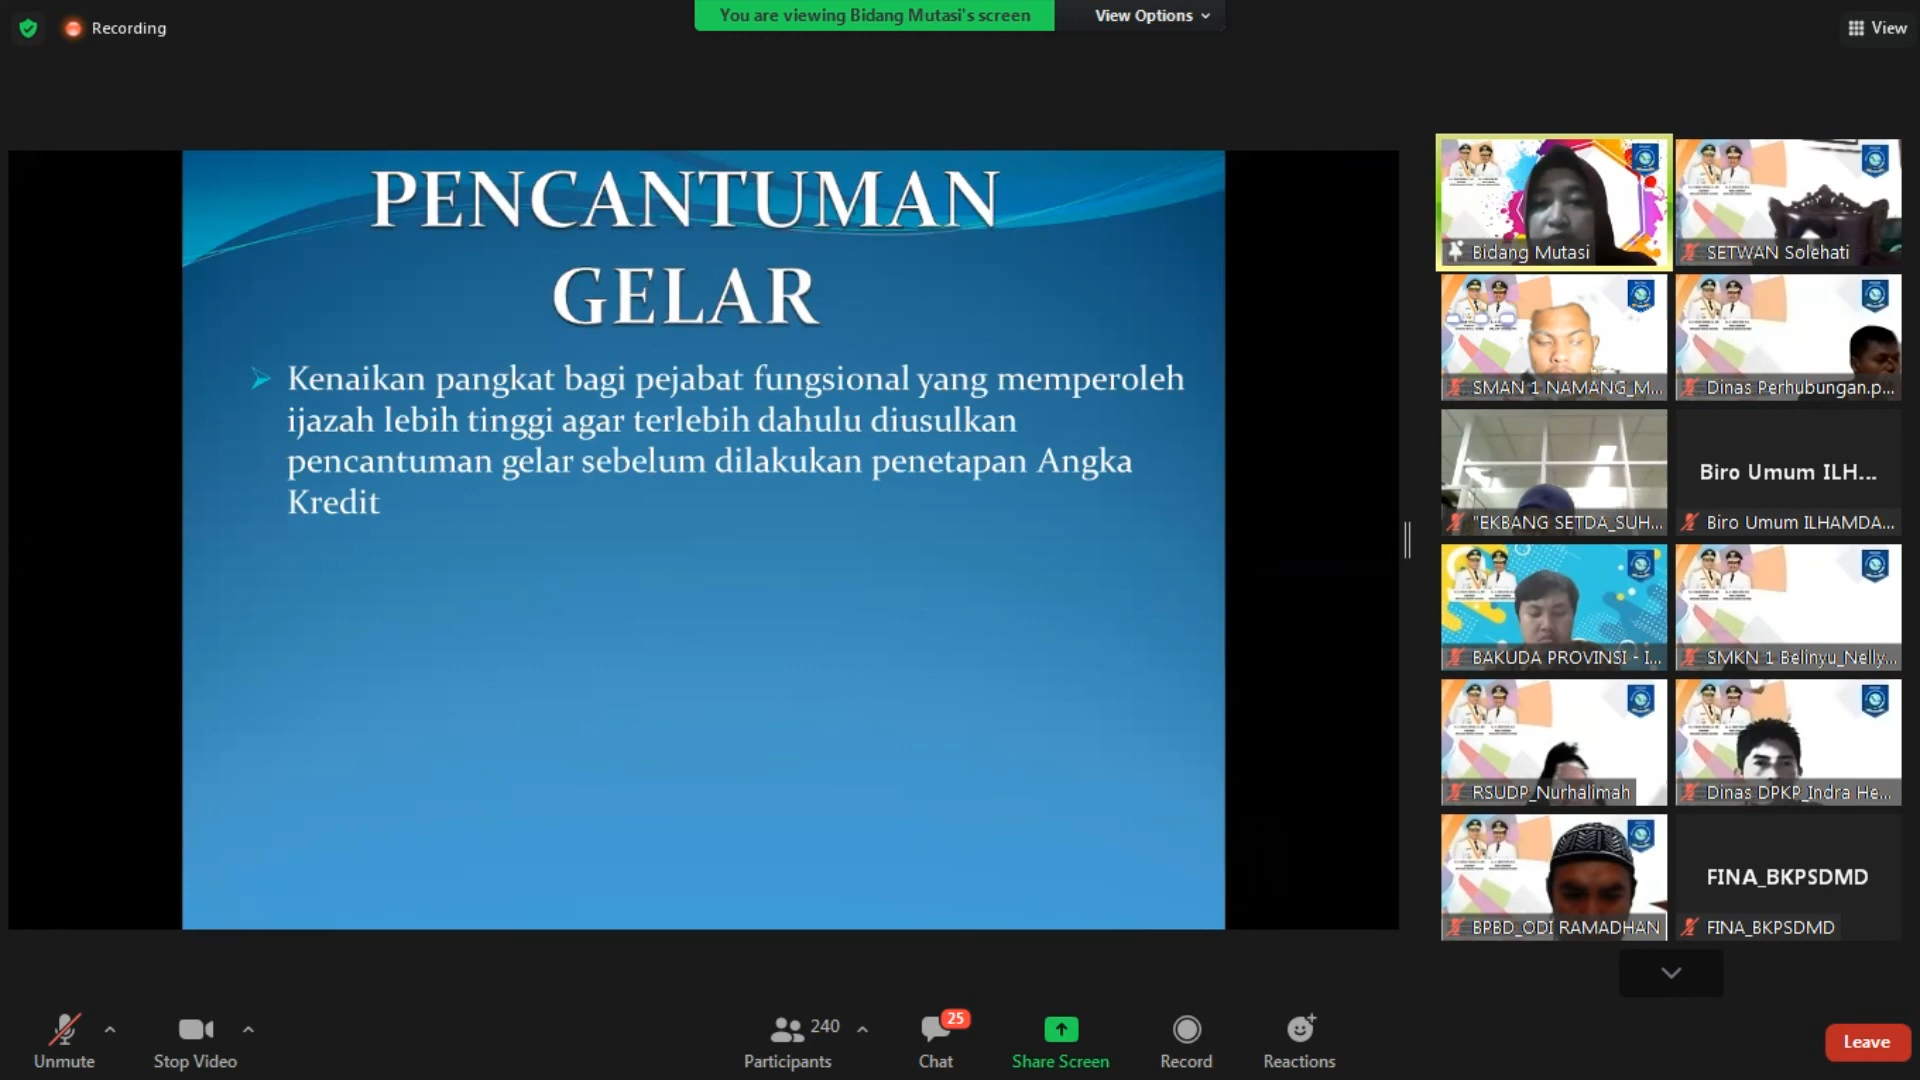 Recording
You are viewing Bidang Mutasi's screen
View Options
View
PENCANTUMAN
GELAR
Kenaikan pangkat bagi pejabat fungsional yang memperoleh
ijazah lebih tinggi agar terlebih dahulu diusulkan
pencantuman gelar sebelum dilakukan penetapan Angka
Kredit
Bidang Mutasi
SETWAN Solehati
SMAN 1 NAMANG_M...
Dinas Perhubungan.p...
"EKBANG SETDA_SUH...
Biro Umum ILH...
Biro Umum ILHAMDA...
BAKUDA PROVINSI - I...
SMKN 1 Belinyu_Nelly...
RSUDP_Nurhalimah
Dinas DPKP_Indra He...
BPBD_ODI RAMADHAN
FINA_BKPSDMD
FINA_BKPSDMD
Unmute
Stop Video
240
Participants
25
Chat
Share Screen
Record
Reactions
Leave